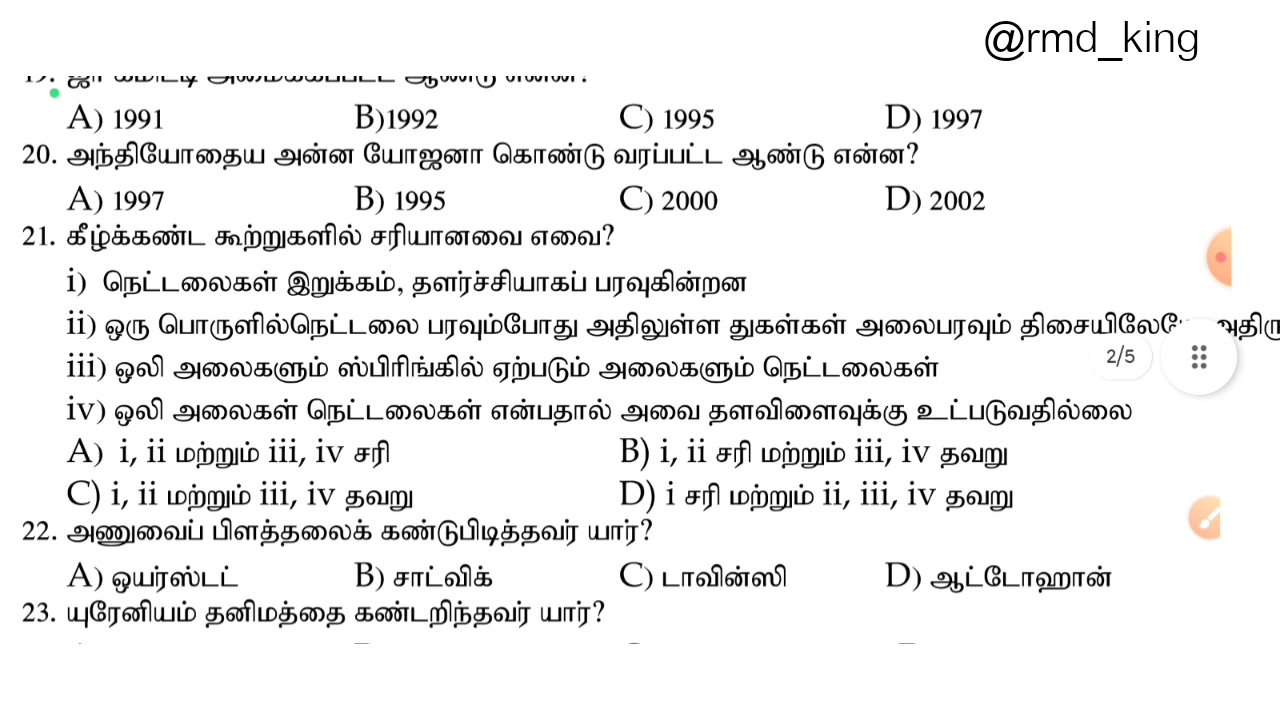 @rmd_king
A) 1991 B)1992 C) 1995 D) 1997
20. அந்தியோதைய அன்ன யோஜனா கொண்டு வரப்பட்ட ஆண்டு என்ன?
A) 1997 B) 1995 C) 2000 D) 2002
21. கீழ்க்கண்ட கூற்றுகளில் சரியானவை எவை?
i) நெட்டலைகள் இறுக்கம், தளர்ச்சியாகப் பரவுகின்றன
ii) ஒரு பொருளில்நெட்டலை பரவும்போது அதிலுள்ள துகள்கள் அலைபரவும்
iii) ஒலி அலைகளும் ஸ்பிரிங்கில் ஏற்படும் அலைகளும் நெட்டலைகள்
2/5
iv) ஒலி அலைகள் நெட்டலைகள் என்பதால் அவை தளவிளைவுக்கு உட்படுவதில்லை
A) i, ii மற்றும் iii, iv சரி B) i, ii சரி மற்றும் iii, iv தவறு
C) i, ii மற்றும் iii, iv தவறு D) i சரி மற்றும் ii, iii, iv தவறு
22. அணுவைப் பிளத்தலைக் கண்டுபிடித்தவர் யார்?
A) ஒயர்ஸ்டட் B) சாட்விக் C) டாவின்ஸி D) ஆட்டோஹான்
23. யுரேனியம் தனிமத்தை கண்டறிந்தவர் யார்?